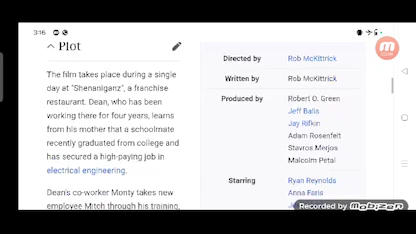 3:16
Plot
The film takes place during a single
day at "Shenaniganz", a franchise
restaurant. Dean, who has been
working there for four years, learns
from his mother that a schoolmate
recently graduated from college and
has secured a high-paying job in
electrical engineering.
Dean's co-worker Monty takes new
employee Mitch through his training,
Directed by Rob McKittrick
Written by Rob McKittrick
Produced by Robert O. Green
Jeff Balis
Jay Rifkin
Adam Rosenfelt
Stavros Merjos
Malcolm Petal
Starring Ryan Reynolds
Anna Faris
Recorded by Mobizen